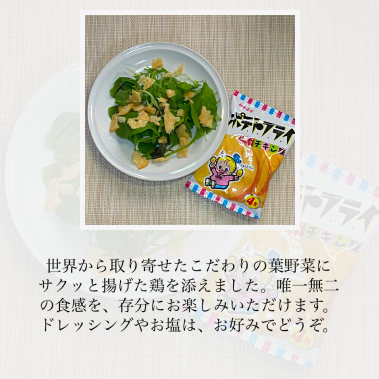 ポテトフライ
チキン
4枚
世界から取り寄せたこだわりの葉野菜に
サクッと揚げた鶏を添えました。唯一無二
の食感を、存分にお楽しみいただけます。
ドレッシングやお塩は、お好みでどうぞ。